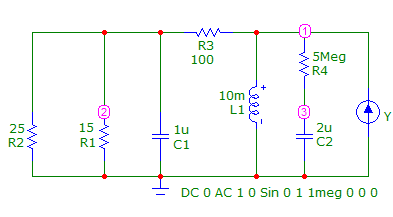 1
R3
100
5Meg
R4
10m
L1
+
-
2
3
25
R2
15
R1
1u
C1
2u
C2
Y
DC 0 AC 1 0 Sin 0 1 1meg 0 0 0